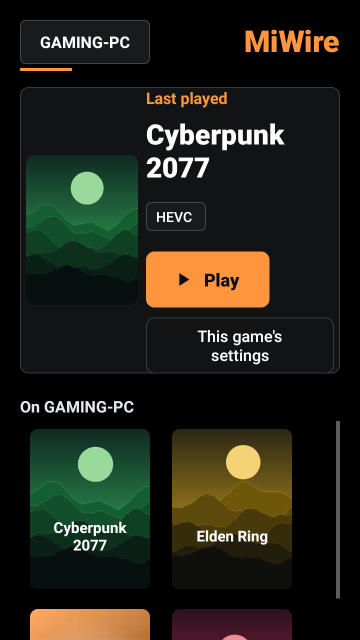 GAMING-PC
MiWire
Last played
Cyberpunk
2077
HEVC
Play
This game's
settings
On GAMING-PC
Cyberpunk
2077
Elden Ring